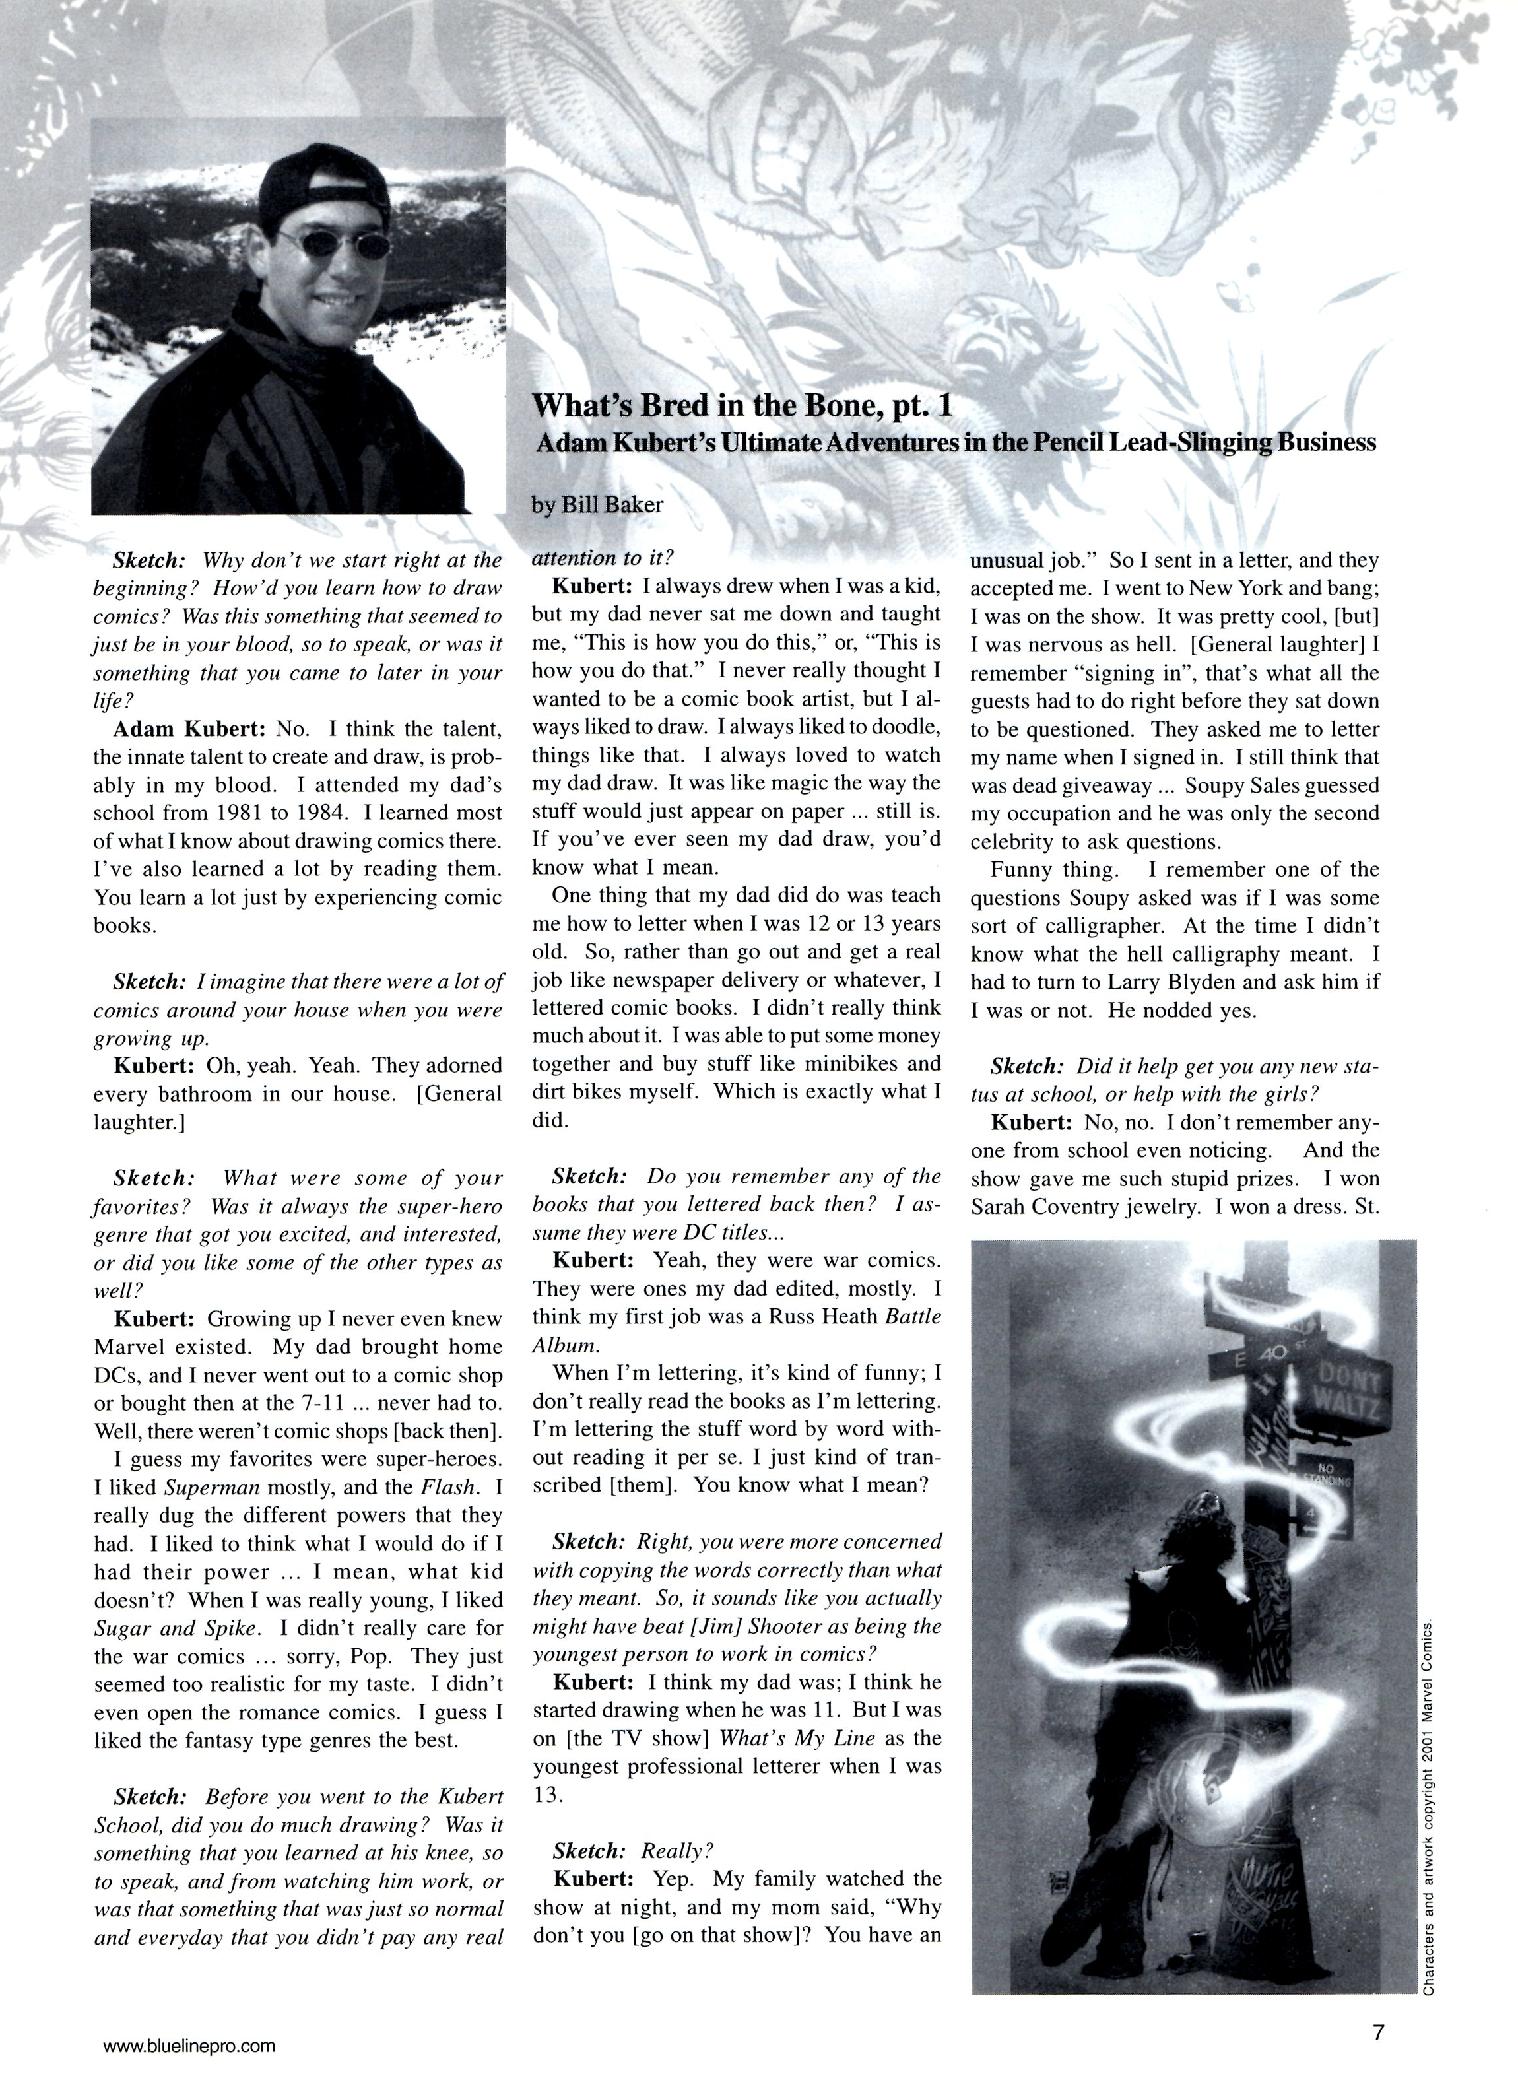 What's Bred in the Bone, pt. 1
Adam Kubert's Ultimate Adventures in the Pencil Lead-Slinging Business
by Bill Baker
Sketch: Why don't we start right at the
beginning? How'd you learn how to draw
comics? Was this something that seemed to
just be in your blood, so to speak, or was it
something that you came to later in your
life?
Adam Kubert: No. I think the talent,
the innate talent to create and draw, is prob-
ably in my blood. I attended my dad's
school from 1981 to 1984. I learned most
of what I know about drawing comics there.
I've also learned a lot by reading them.
You learn a lot just by experiencing comic
books.
Sketch: I imagine that there were a lot of
comics around your house when you were
growing up.
Kubert: Oh, yeah. Yeah. They adorned
every bathroom in our house. [General
laughter.]
Sketch: What were some of your
favorites? Was it always the super-hero
genre that got you excited, and interested,
or did you like some of the other types as
well?
Kubert: Growing up I never even knew
Marvel existed. My dad brought home
DCs, and I never went out to a comic shop
or bought then at the 7-11 ... never had to.
Well, there weren't comic shops [back then].
I guess my favorites were super-heroes.
I liked Superman mostly, and the Flash. I
really dug the different powers that they
had. I liked to think what I would do if I
had their power ... I mean, what kid
doesn't? When I was really young, I liked
Sugar and Spike. I didn't really care for
the war comics ... sorry, Pop. They just
seemed too realistic for my taste. I didn't
even open the romance comics. I guess I
liked the fantasy type genres the best.
Sketch: Before you went to the Kubert
School, did you do much drawing? Was it
something that you learned at his knee, so
to speak, and from watching him work, or
was that something that was just so normal
and everyday that you didn't pay any real
attention to it?
Kubert: I always drew when I was a kid,
but my dad never sat me down and taught
me, "This is how you do this," or, "This is
how you do that." I never really thought I
wanted to be a comic book artist, but I al-
ways liked to draw. I always liked to doodle,
things like that. I always loved to watch
my dad draw. It was like magic the way the
stuff would just appear on paper ... still is.
If you've ever seen my dad draw, you'd
know what I mean.
One thing that my dad did do was teach
me how to letter when I was 12 or 13 years
old. So, rather than go out and get a real
job like newspaper delivery or whatever, I
lettered comic books. I didn't really think
much about it. I was able to put some money
together and buy stuff like minibikes and
dirt bikes myself. Which is exactly what I
did.
Sketch: Do you remember any of the
books that you lettered back then? I as-
sume they were DC titles...
Kubert: Yeah, they were war comics.
They were ones my dad edited, mostly. I
think my first job was a Russ Heath Battle
Album.
When I'm lettering, it's kind of funny; I
don't really read the books as I'm lettering.
I'm lettering the stuff word by word with-
out reading it per se. I just kind of tran-
scribed [them]. You know what I mean?
Sketch: Right, you were more concerned
with copying the words correctly than what
they meant. So, it sounds like you actually
might have beat [Jim] Shooter as being the
youngest person to work in comics?
Kubert: I think my dad was; I think he
started drawing when he was 11. But I was
on [the TV show] What's My Line as the
youngest professional letterer when I was
13.
Sketch: Really?
Kubert: Yep. My family watched the
show at night, and my mom said, "Why
don't you [go on that show]? You have an
unusual job." So I sent in a letter, and they
accepted me. I went to New York and bang;
I was on the show. It was pretty cool, [but]
I was nervous as hell. [General laughter] I
remember "signing in", that's what all the
guests had to do right before they sat down
to be questioned. They asked me to letter
my name when I signed in. I still think that
was dead giveaway ... Soupy Sales guessed
my occupation and he was only the second
celebrity to ask questions.
Funny thing. I remember one of the
questions Soupy asked was if I was some
sort of calligrapher. At the time I didn't
know what the hell calligraphy meant. I
had to turn to Larry Blyden and ask him if
I was or not. He nodded yes.
Sketch: Did it help get you any new sta-
tus at school, or help with the girls?
Kubert: No, no. I don't remember any-
one from school even noticing. And the
show gave me such stupid prizes. I won
Sarah Coventry jewelry. I won a dress. St.
E 40 ST
DONT
WALTZ
NO
STANDING
MUTIE
Characters and artwork copyright 2001 Marvel Comics.
www.bluelinepro.com
7